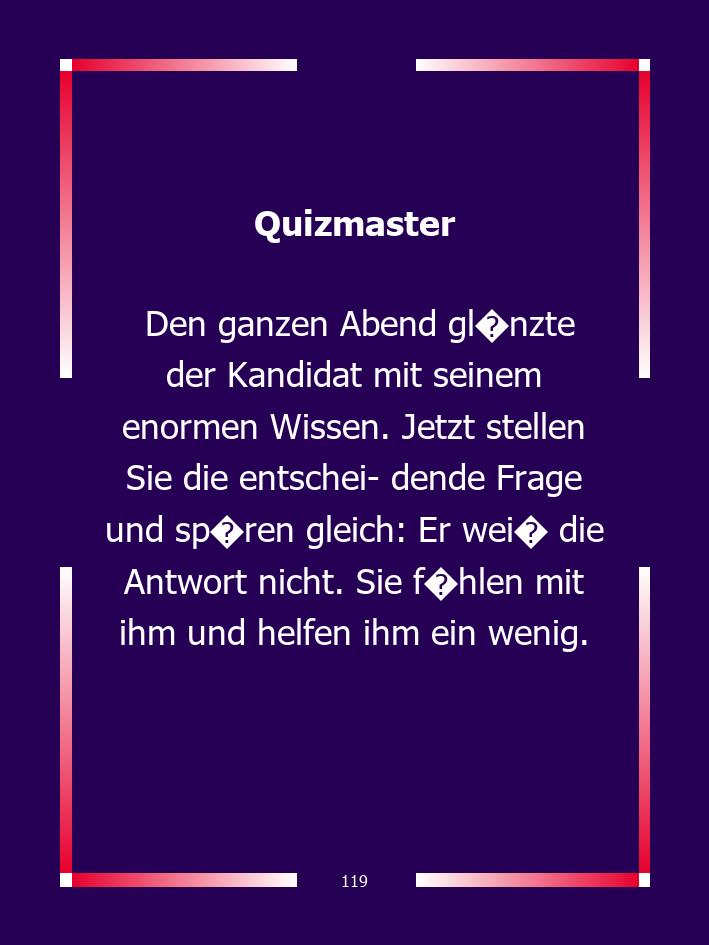 Quizmaster
Den ganzen Abend gl�nzte
der Kandidat mit seinem
enormen Wissen. Jetzt stellen
Sie die entschei- dende Frage
und sp�ren gleich: Er wei� die
Antwort nicht. Sie f�hlen mit
ihm und helfen ihm ein wenig.
119